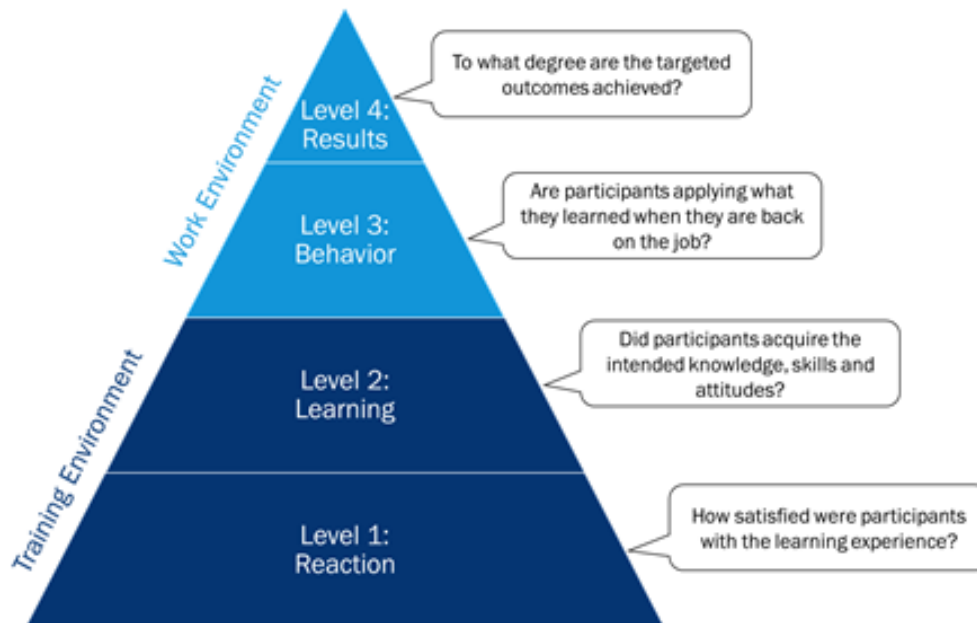 To what degree are the targeted
outcomes achieved?
Level 4:
Results
Work Environment
Are participants applying what
they learned when they are back
on the job?
Level 3:
Behavior
Did participants acquire the
intended knowledge, skills and
attitudes?
Level 2:
Learning
Training Environment
How satisfied were participants
with the learning experience?
Level 1:
Reaction